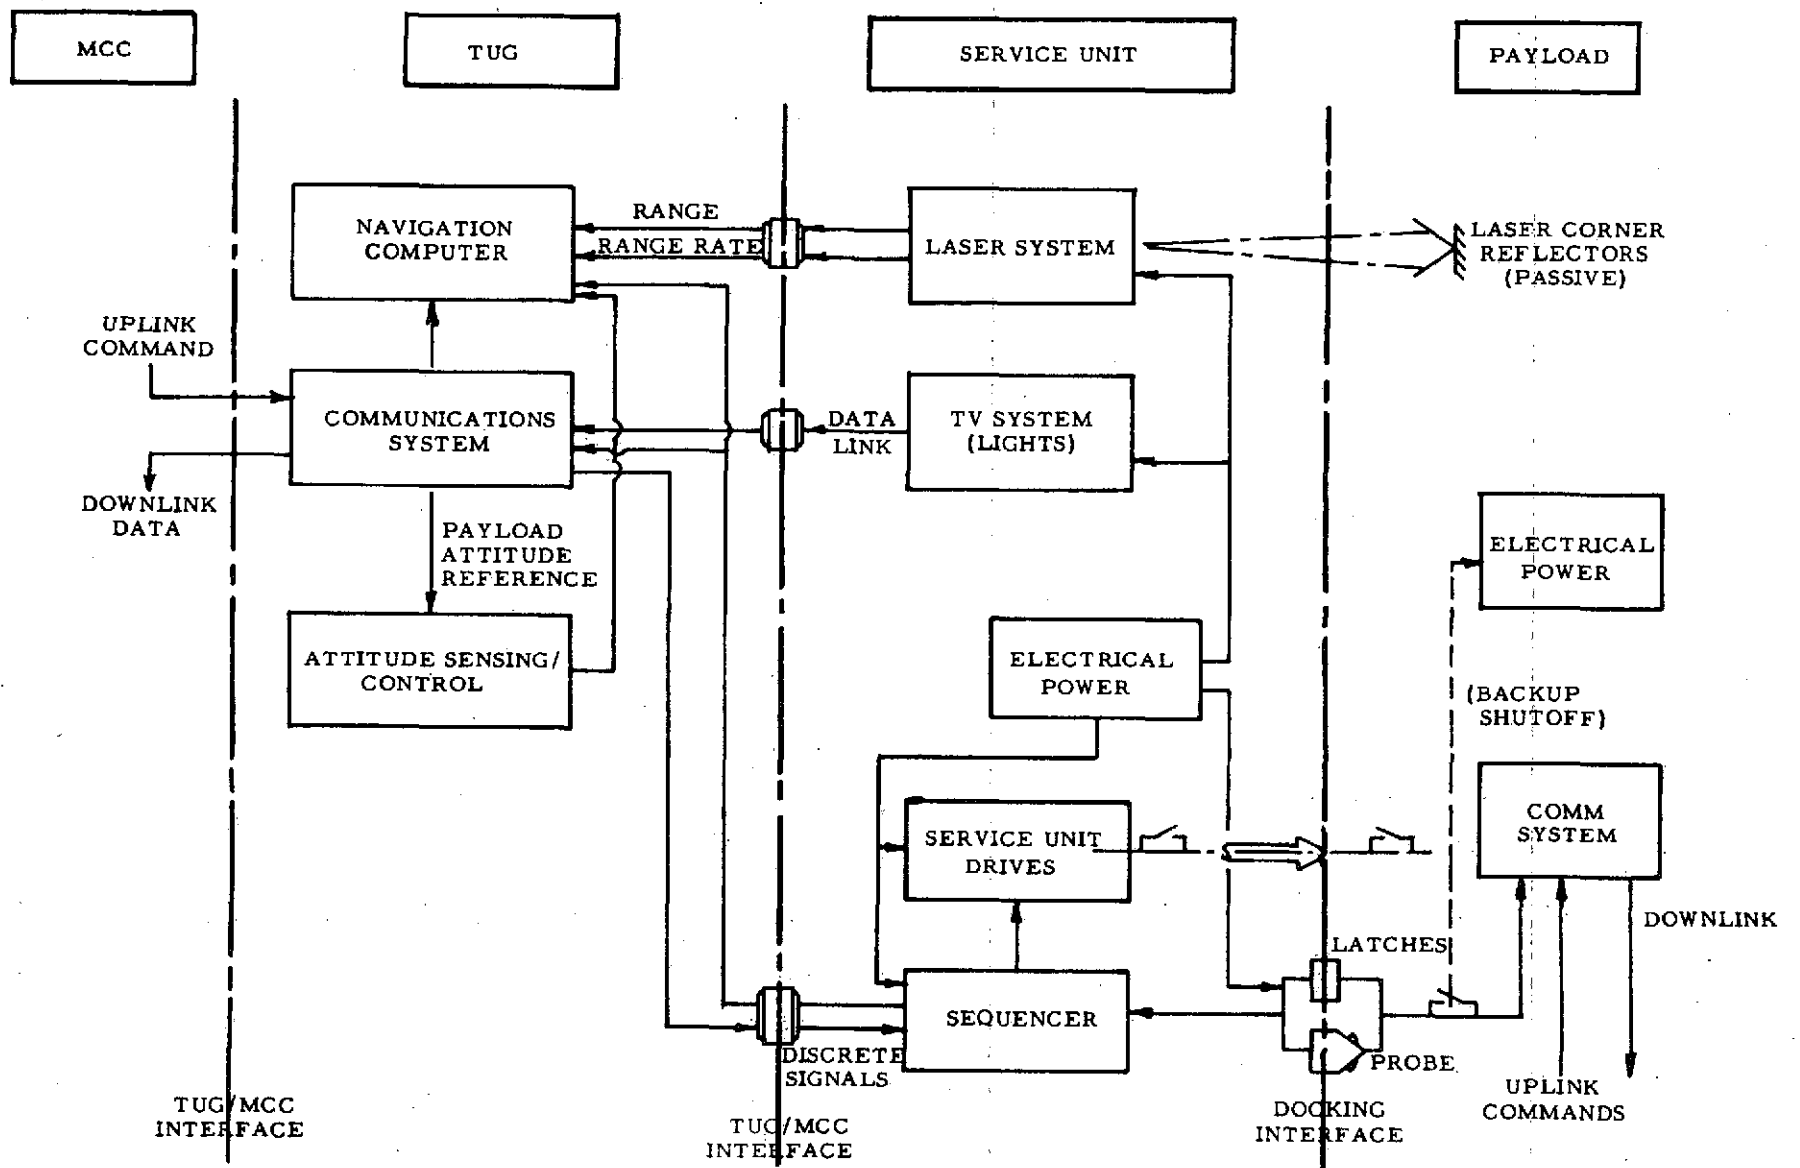 MCC
TUG
SERVICE UNIT
PAYLOAD
NAVIGATION
COMPUTER
RANGE
RANGE RATE
LASER SYSTEM
LASER CORNER
REFLECTORS
(PASSIVE)
UPLINK
COMMAND
COMMUNICATIONS
SYSTEM
DATA
LINK
TV SYSTEM
(LIGHTS)
DOWNLINK
DATA
PAYLOAD
ATTITUDE
REFERENCE
ELECTRICAL
POWER
ATTITUDE SENSING/
CONTROL
ELECTRICAL
POWER
(BACKUP
SHUTOFF)
SERVICE UNIT
DRIVES
COMM
SYSTEM
DOWNLINK
LATCHES
SEQUENCER
DISCRETE
SIGNALS
PROBE
UPLINK
COMMANDS
TUG/MCC
INTERFACE
TUG/MCC
INTERFACE
DOCKING
INTERFACE